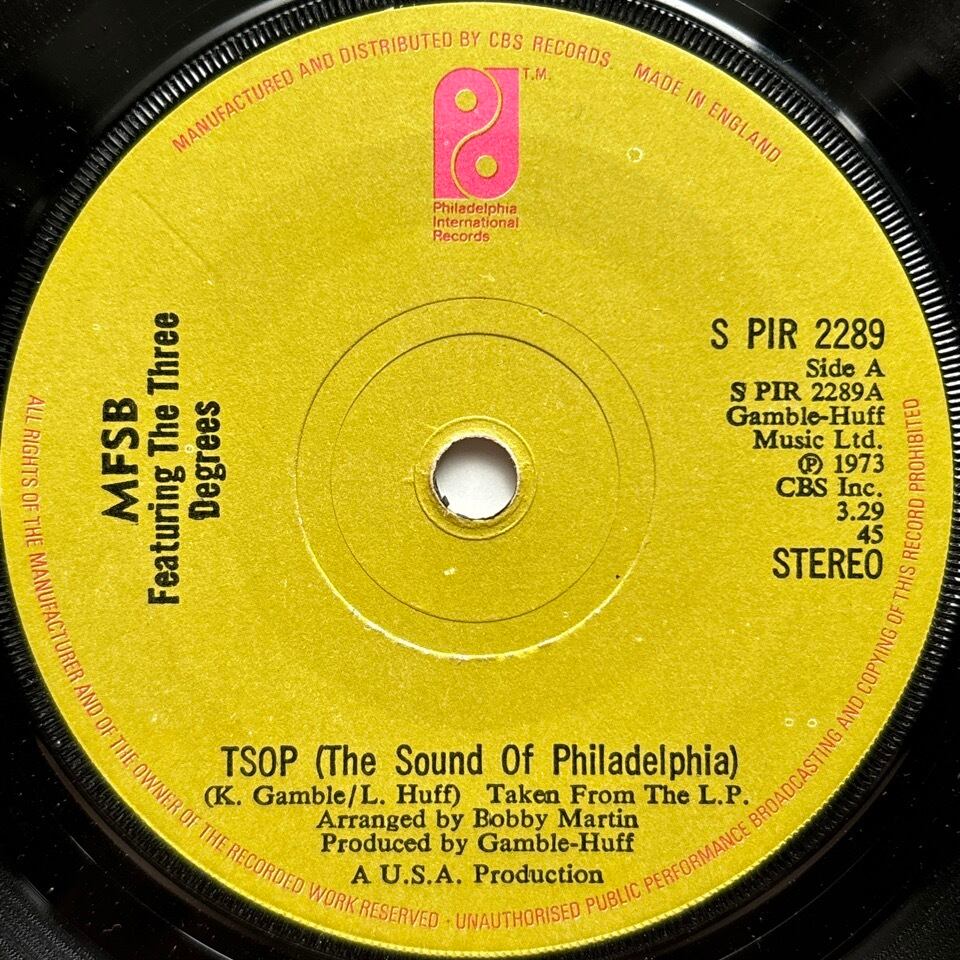 MANUFACTURED AND DISTRIBUTED BY CBS RECORDS. MADE IN ENGLAND
T.M.
Philadelphia
International
Records
MFSB
Featuring The Three
Degrees
S PIR 2289
Side A
S PIR 2289A
Gamble-Huff
Music Ltd.
℗ 1973
CBS Inc.
3.29
45
STEREO
TSOP (The Sound Of Philadelphia)
(K. Gamble/L. Huff) Taken From The L.P.
Arranged by Bobby Martin
Produced by Gamble-Huff
A U.S.A. Production
ALL RIGHTS OF THE MANUFACTURER AND OF THE OWNER OF THE RECORDED WORK RESERVED · UNAUTHORISED PUBLIC PERFORMANCE BROADCASTING AND COPYING OF THIS RECORD PROHIBITED